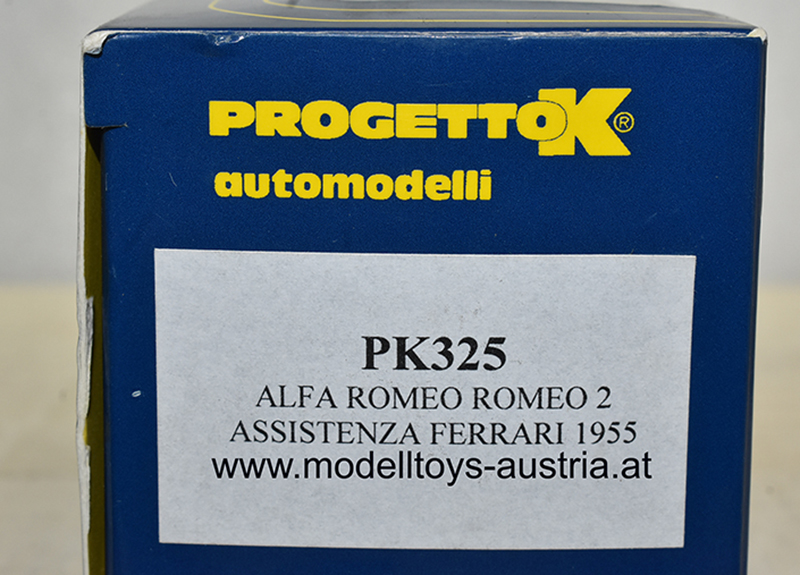 PROGETTOK®
automodelli
PK325
ALFA ROMEO ROMEO 2
ASSISTENZA FERRARI 1955
www.modelltoys-austria.at